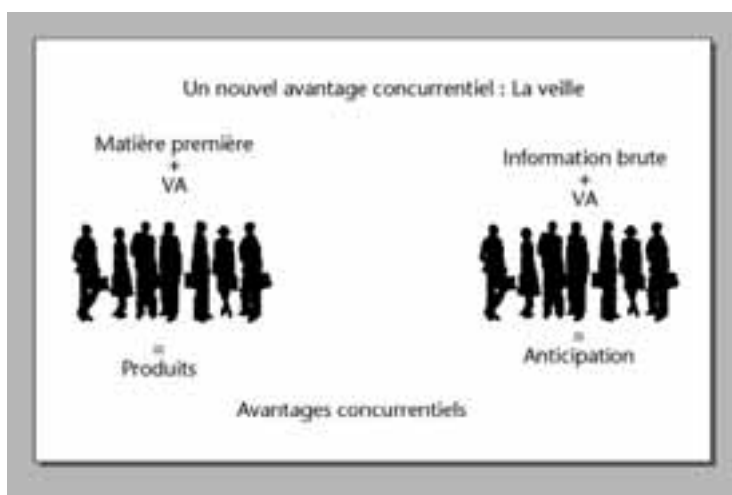 Un nouvel avantage concurrentiel : La veille
Matière première
+
VA
=
Produits
Information brute
+
VA
=
Anticipation
Avantages concurrentiels